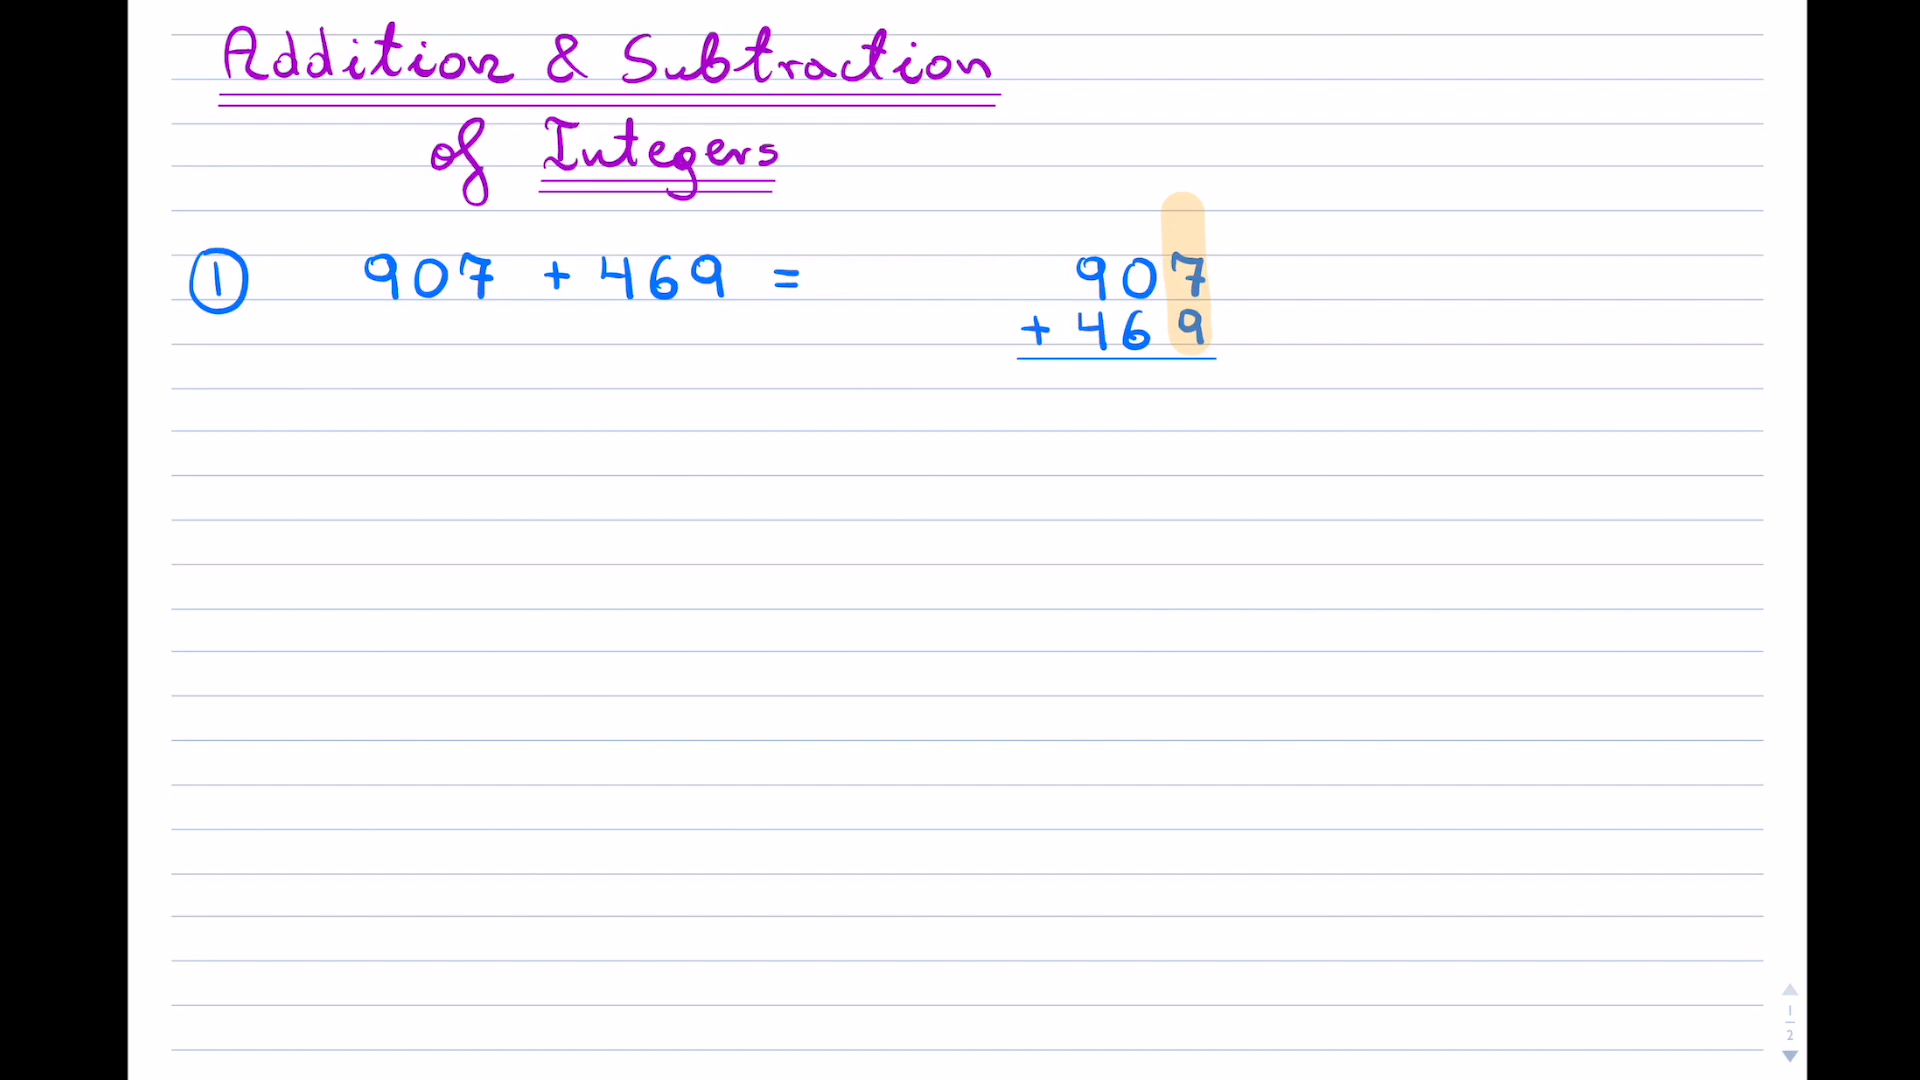 Addition & Subtraction
of Integers
1 907 + 469 =
907
+ 469
1
2